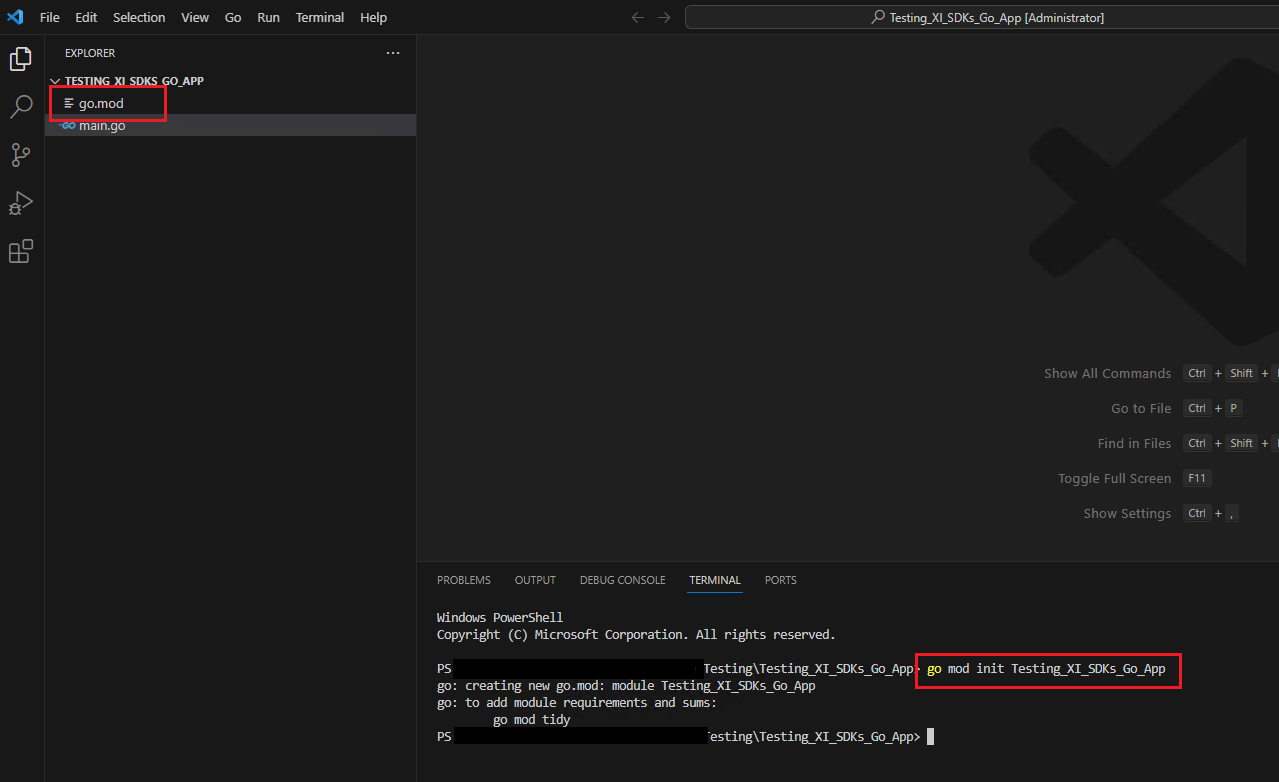 File Edit Selection View Go Run Terminal Help
Testing_XI_SDKs_Go_App [Administrator]
EXPLORER
TESTING_XI_SDKS_GO_APP
go.mod
GO main.go
Show All Commands Ctrl + Shift +
Go to File Ctrl + P
Find in Files Ctrl + Shift +
Toggle Full Screen F11
Show Settings Ctrl + ,
PROBLEMS OUTPUT DEBUG CONSOLE TERMINAL PORTS
Windows PowerShell
Copyright (C) Microsoft Corporation. All rights reserved.
PS Testing\Testing_XI_SDKs_Go_App> go mod init Testing_XI_SDKs_Go_App
go: creating new go.mod: module Testing_XI_SDKs_Go_App
go: to add module requirements and sums:
go mod tidy
PS Testing\Testing_XI_SDKs_Go_App>